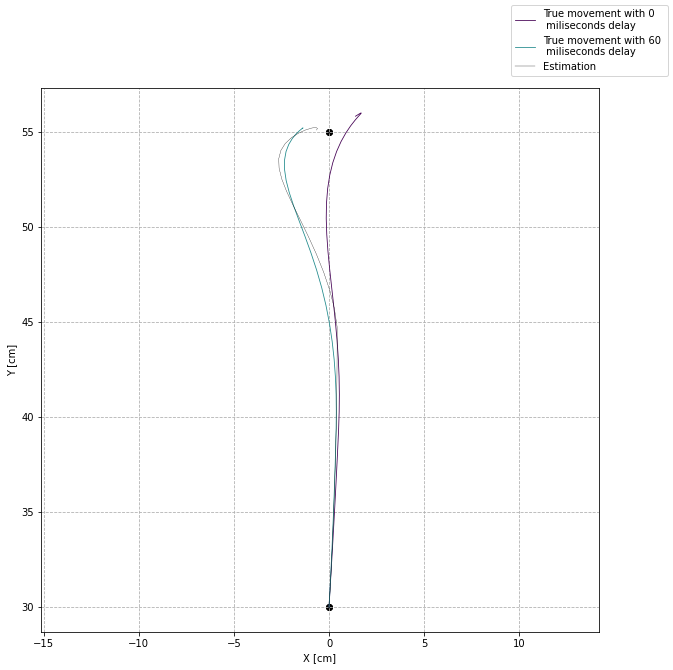 True movement with 0
miliseconds delay
True movement with 60
miliseconds delay
Estimation
55
50
45
40
35
30
Y [cm]
−15
−10
−5
0
5
10
X [cm]